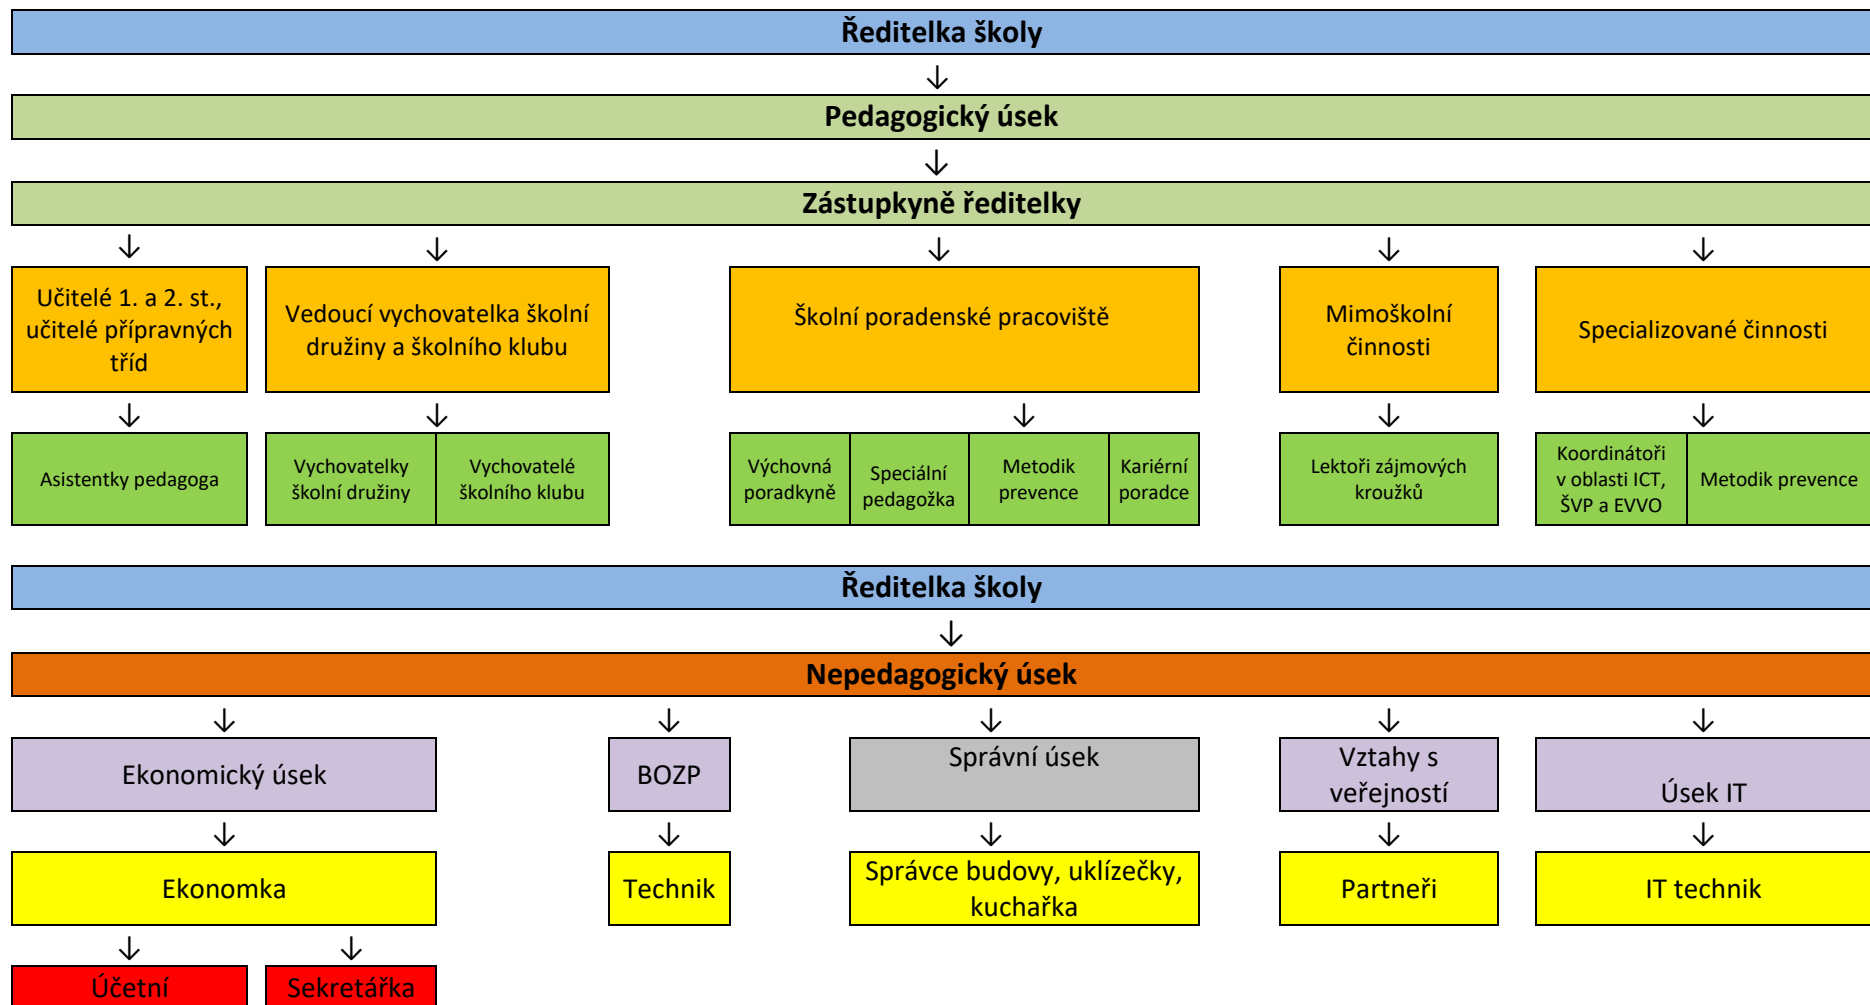 Ředitelka školy
↓
Pedagogický úsek
↓
Zástupkyně ředitelky
↓ ↓ ↓ ↓ ↓
Učitelé 1. a 2. st.,
učitelé přípravných
tříd
Vedoucí vychovatelka školní
družiny a školního klubu
Školní poradenské pracoviště
Mimoškolní
činnosti
Specializované činnosti
↓ ↓ ↓ ↓ ↓
Asistentky pedagoga
Vychovatelky
školní družiny
Vychovatelé
školního klubu
Výchovná
poradkyně
Speciální
pedagožka
Metodik
prevence
Kariérní
poradce
Lektoři zájmových
kroužků
Koordinátoři
v oblasti ICT,
ŠVP a EVVO
Metodik prevence
Ředitelka školy
↓
Nepedagogický úsek
↓ ↓ ↓ ↓ ↓
Ekonomický úsek
BOZP
Správní úsek
Vztahy s
veřejností
Úsek IT
↓ ↓ ↓ ↓ ↓
Ekonomka
Technik
Správce budovy, uklízečky,
kuchařka
Partneři
IT technik
↓ ↓
Účetní
Sekretářka